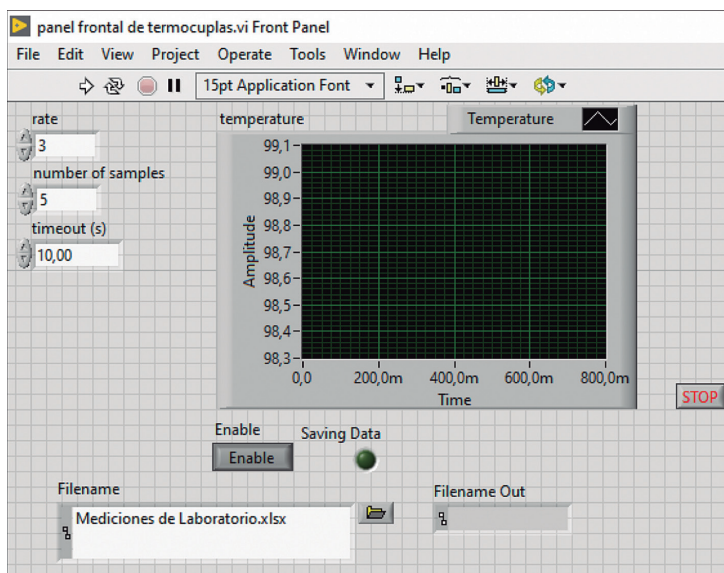 panel frontal de termocuplas.vi Front Panel
File Edit View Project Operate Tools Window Help
15pt Application Font
rate
3
number of samples
5
timeout (s)
10,00
temperature
Temperature
99,1
99,0
98,9
98,8
98,7
98,6
98,5
98,4
98,3
Amplitude
0,0 200,0m 400,0m 600,0m 800,0m
Time
STOP
Enable
Enable
Saving Data
Filename
Mediciones de Laboratorio.xlsx
Filename Out